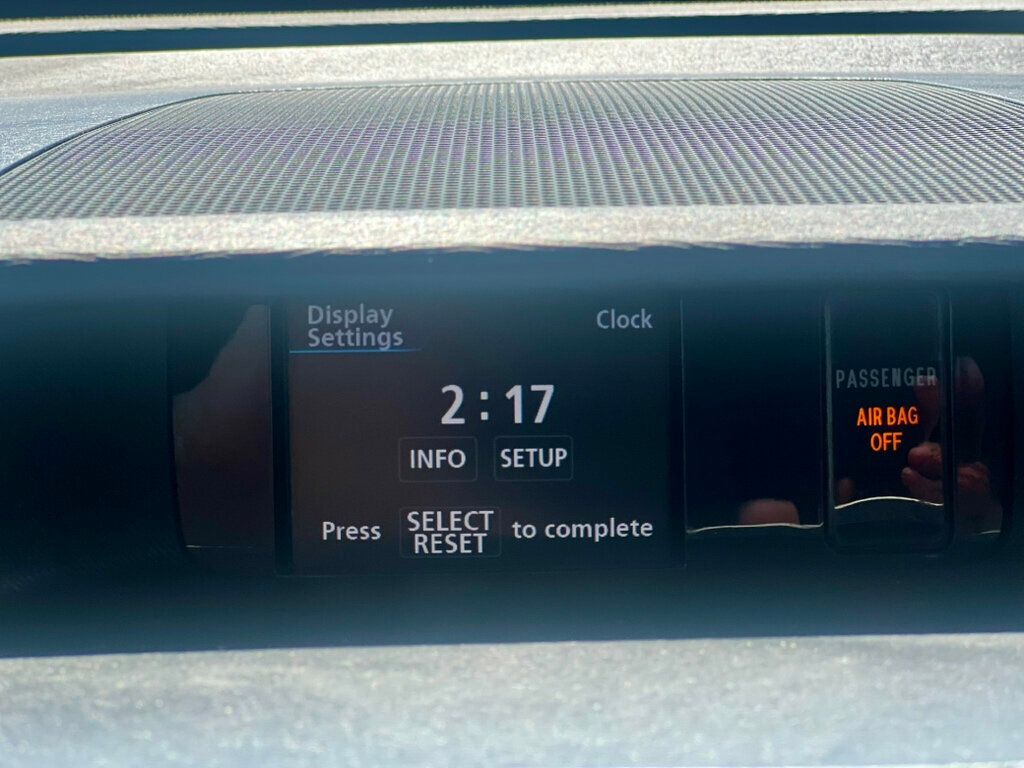 Display
Settings
Clock
2:17
INFO SETUP
Press SELECT RESET to complete
PASSENGER
AIR BAG
OFF